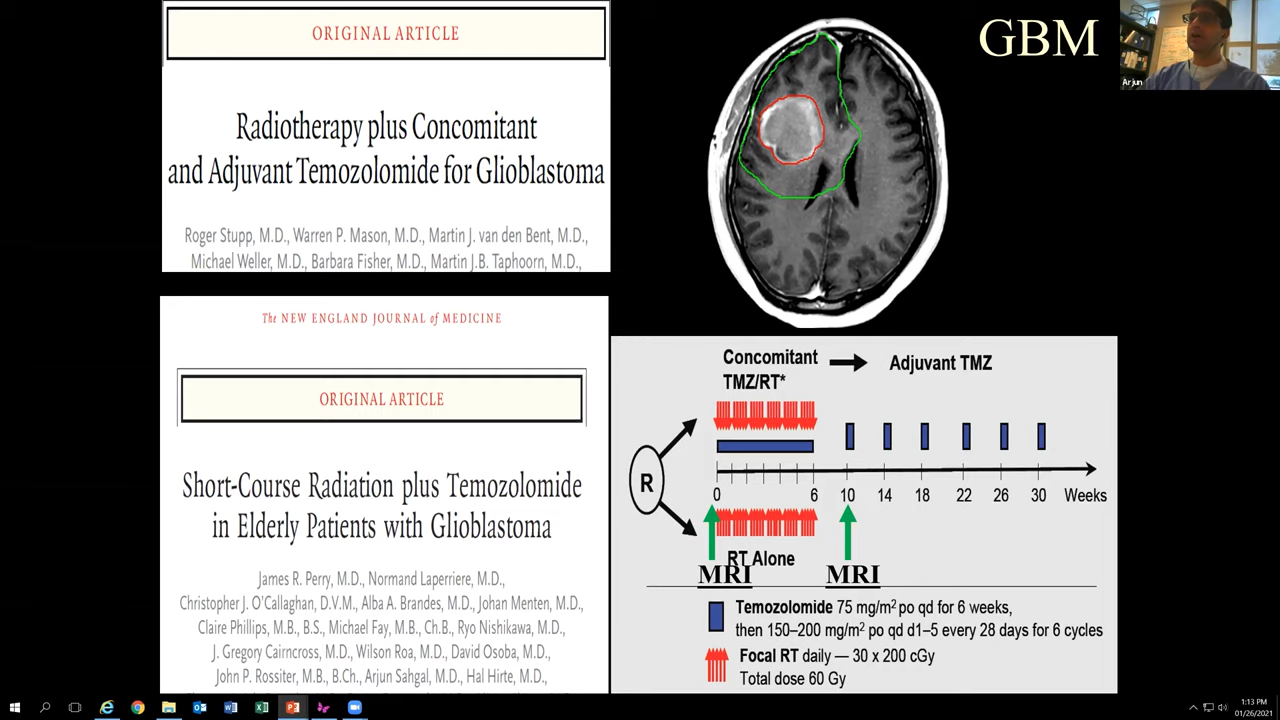 ORIGINAL ARTICLE
Radiotherapy plus Concomitant
and Adjuvant Temozolomide for Glioblastoma
Roger Stupp, M.D., Warren P. Mason, M.D., Martin J. van den Bent, M.D.,
Michael Weller, M.D., Barbara Fisher, M.D., Martin J.B. Taphoorn, M.D.,
The NEW ENGLAND JOURNAL of MEDICINE
ORIGINAL ARTICLE
Short-Course Radiation plus Temozolomide
in Elderly Patients with Glioblastoma
James R. Perry, M.D., Normand Laperriere, M.D.,
Christopher J. O'Callaghan, D.V.M., Alba A. Brandes, M.D., Johan Menten, M.D.,
Claire Phillips, M.B., B.S., Michael Fay, M.B., Ch.B., Ryo Nishikawa, M.D.,
J. Gregory Cairncross, M.D., Wilson Roa, M.D., David Osoba, M.D.,
John P. Rossiter, M.B., B.Ch., Arjun Sahgal, M.D., Hal Hirte, M.D.,
GBM
Arjun
Concomitant
TMZ/RT*
Adjuvant TMZ
R
0 6 10 14 18 22 26 30 Weeks
RT Alone
MRI MRI
Temozolomide 75 mg/m2 po qd for 6 weeks,
then 150–200 mg/m2 po qd d1–5 every 28 days for 6 cycles
Focal RT daily — 30 x 200 cGy
Total dose 60 Gy
1:13 PM
01/26/2021